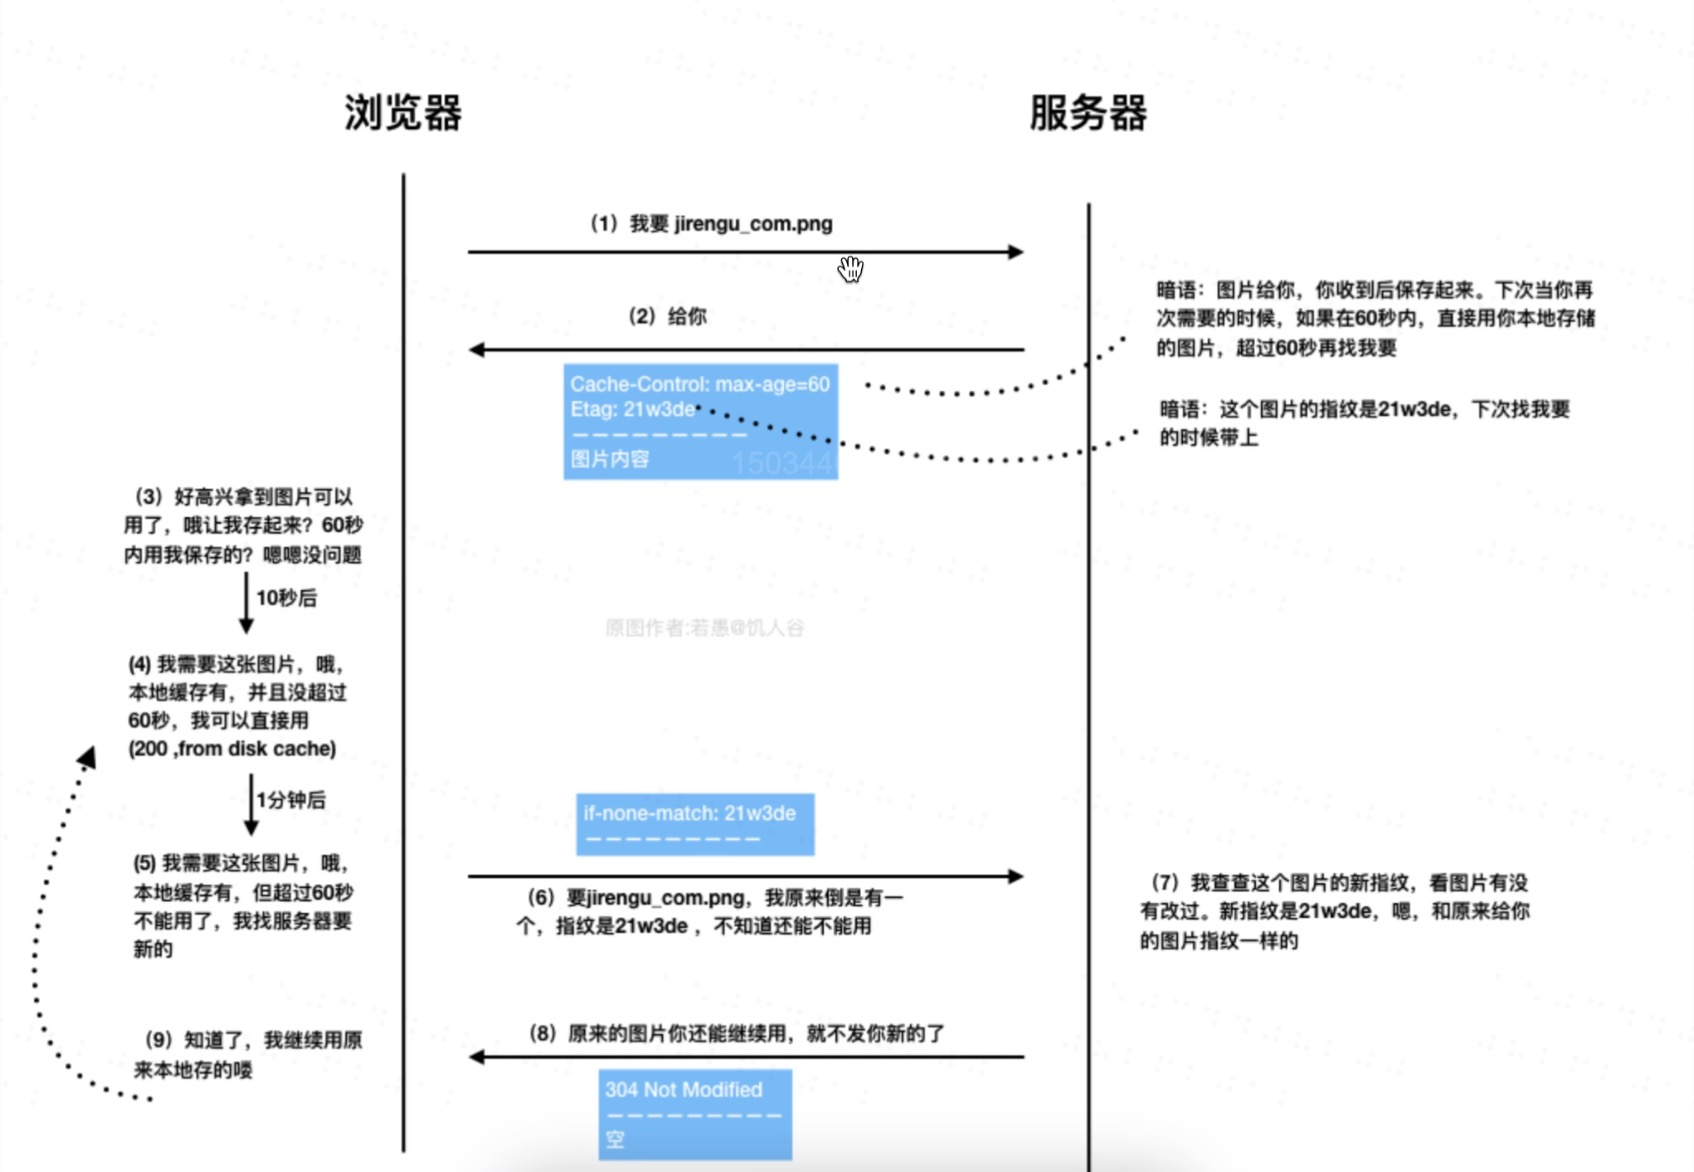 浏览器
服务器
（1）我要 jirengu_com.png
（2）给你
暗语：图片给你，你收到后保存起来。下次当你再
次需要的时候，如果在60秒内，直接用你本地存储
的图片，超过60秒再找我要
Cache-Control: max-age=60
Etag: 21w3de
—————————
图片内容
150344
暗语：这个图片的指纹是21w3de，下次找我要
的时候带上
（3）好高兴拿到图片可以
用了，哦让我存起来？60秒
内用我保存的？嗯嗯没问题
10秒后
原图作者:若愚@饥人谷
(4) 我需要这张图片，哦，
本地缓存有，并且没超过
60秒，我可以直接用
(200 ,from disk cache)
1分钟后
(5) 我需要这张图片，哦，
本地缓存有，但超过60秒
不能用了，我找服务器要
新的
if-none-match: 21w3de
—————————
（6）要jirengu_com.png，我原来倒是有一
个，指纹是21w3de ，不知道还能不能用
（7）我查查这个图片的新指纹，看图片有没
有改过。新指纹是21w3de，嗯，和原来给你
的图片指纹一样的
（8）原来的图片你还能继续用，就不发你新的了
304 Not Modified
—————————
空
（9）知道了，我继续用原
来本地存的喽